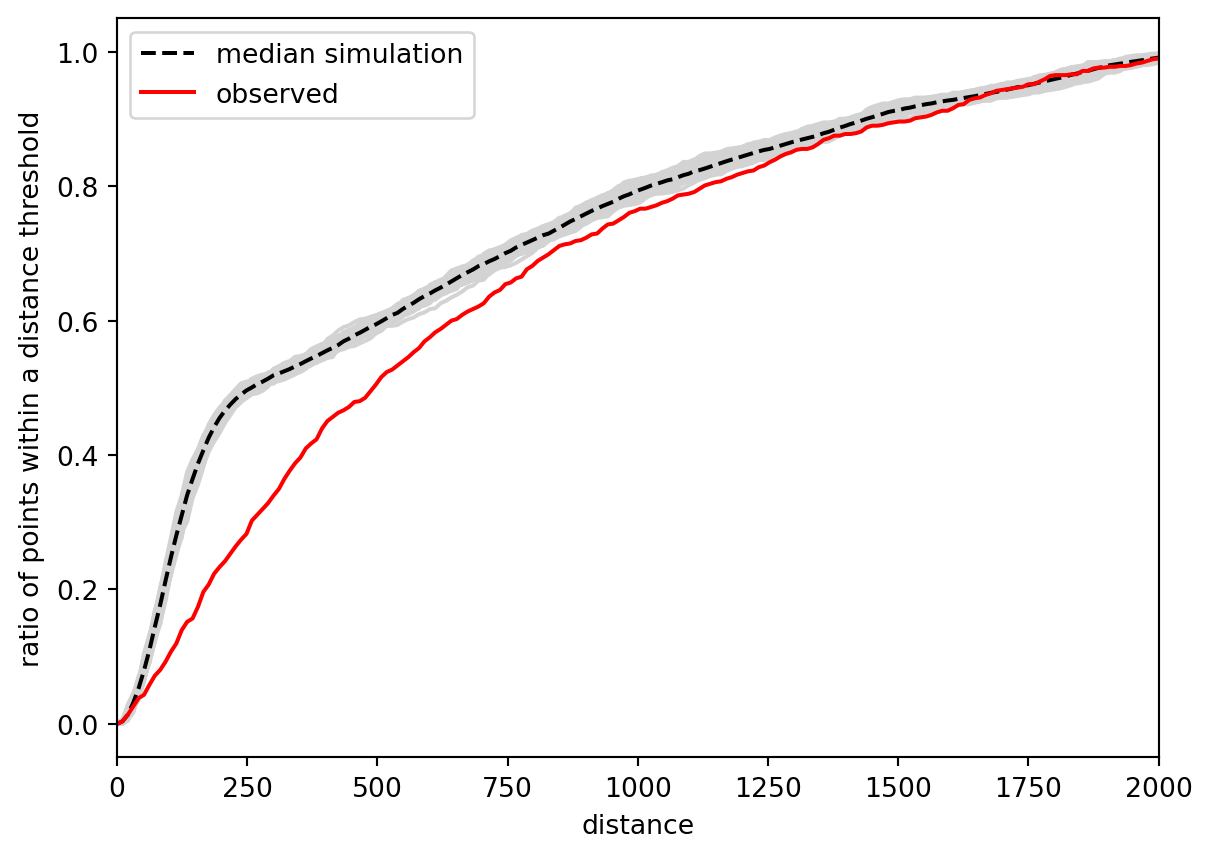 median simulation
observed
ratio of points within a distance threshold
1.0
0.8
0.6
0.4
0.2
0.0
0 250 500 750 1000 1250 1500 1750 2000
distance